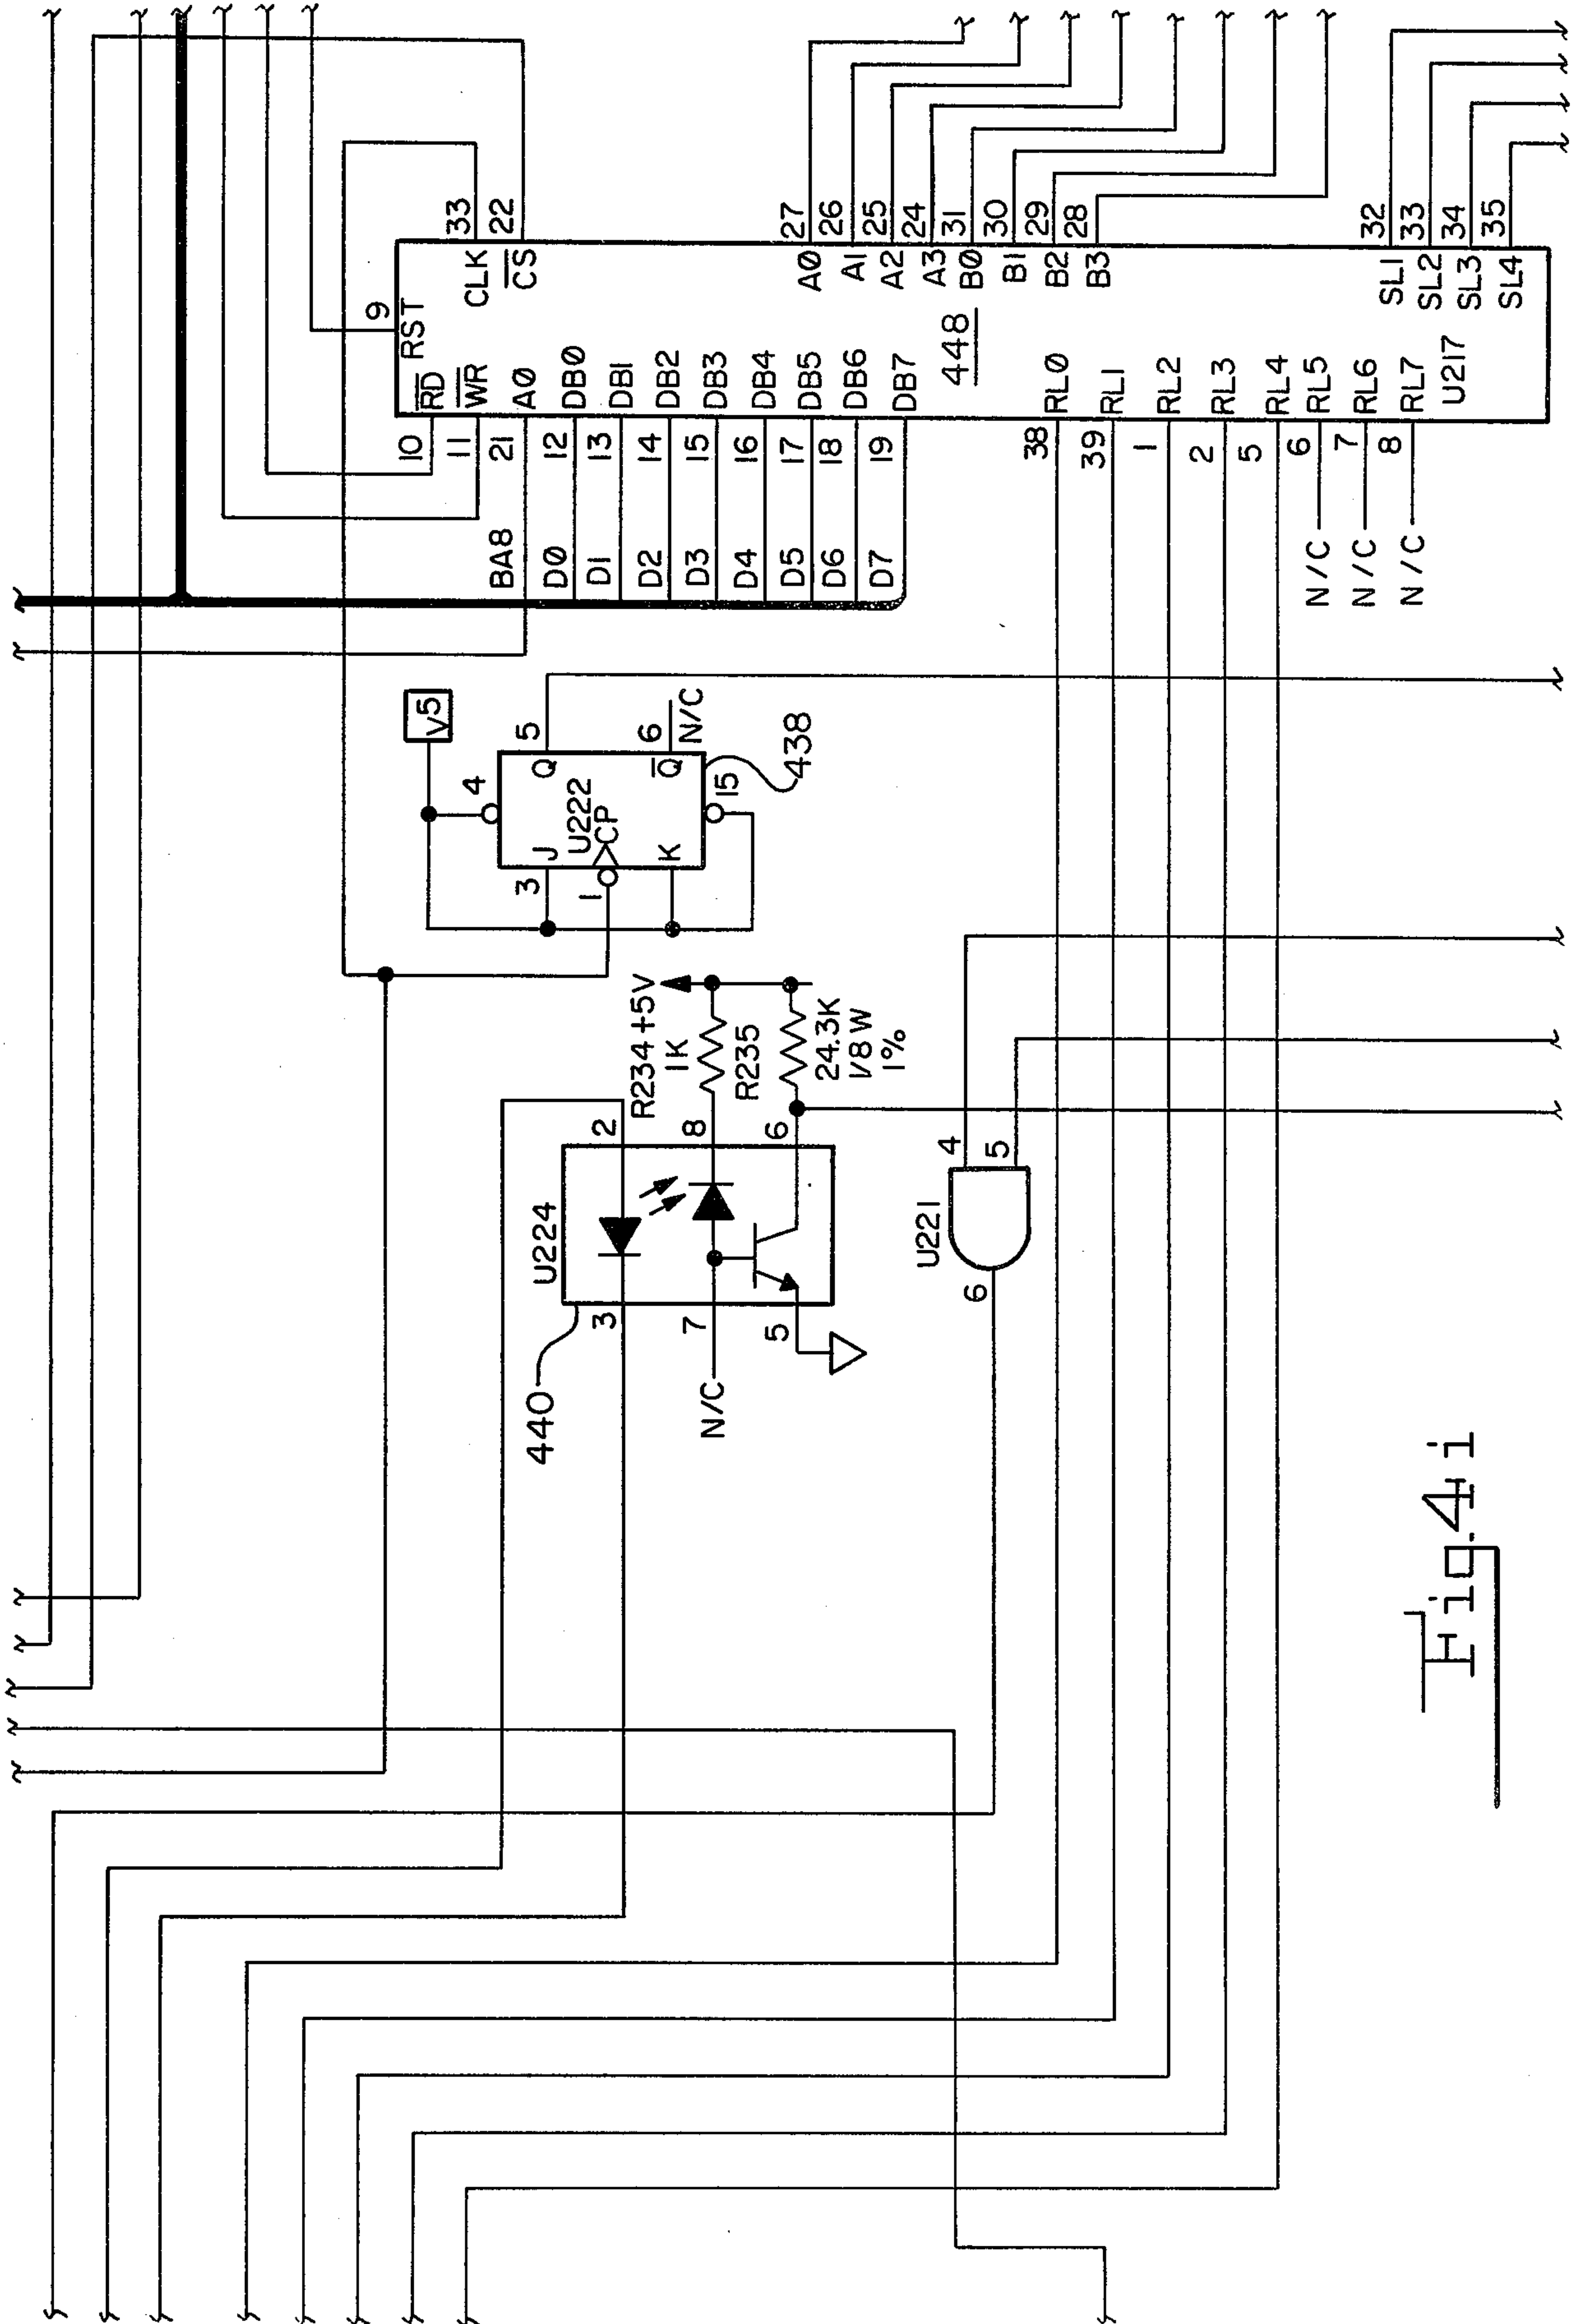 9
RST
10
RD
11
WR
21
A0
BA8
33
CLK
22
CS
D0
12
DB0
D1
13
DB1
D2
14
DB2
D3
15
DB3
D4
16
DB4
D5
17
DB5
D6
18
DB6
D7
19
DB7
27
A0
26
A1
25
A2
24
A3
31
B0
30
B1
29
B2
28
B3
448
38
RL0
39
RL1
1
RL2
2
RL3
5
RL4
N/C
6
RL5
N/C
7
RL6
N/C
8
RL7
U217
32
SL1
33
SL2
34
SL3
35
SL4
V5
4
3
J
Q
5
U222
1
CP
K
Q
6
N/C
15
438
R234
+5V
1K
R235
24.3K
1/8W
1%
U224
440
3
2
N/C
7
8
5
6
U221
4
5
6
Fig.4i